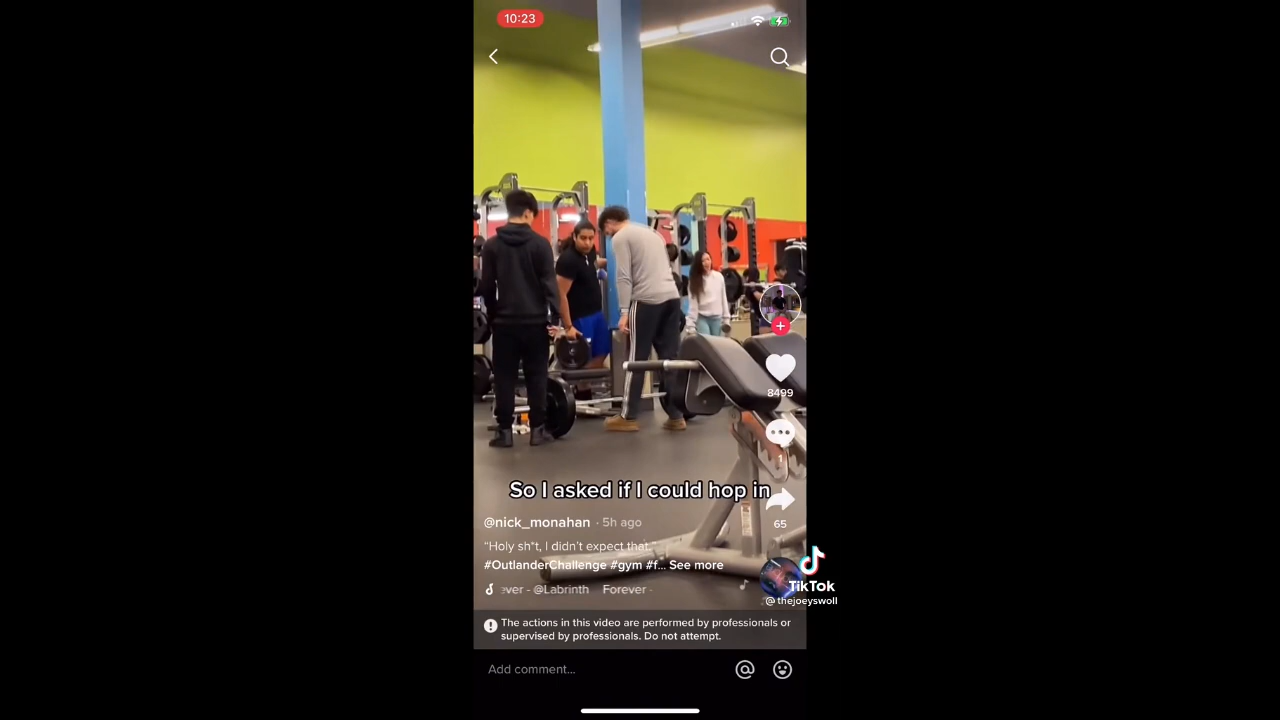 10:23
8499
So I asked if I could hop in
1
65
@nick_monahan · 5h ago
“Holy sh*t, I didn’t expect that.”
#OutlanderChallenge #gym #f... See more
ever - @Labrinth Forever -
TikTok
@thejoeyswoll
The actions in this video are performed by professionals or
supervised by professionals. Do not attempt.
Add comment...